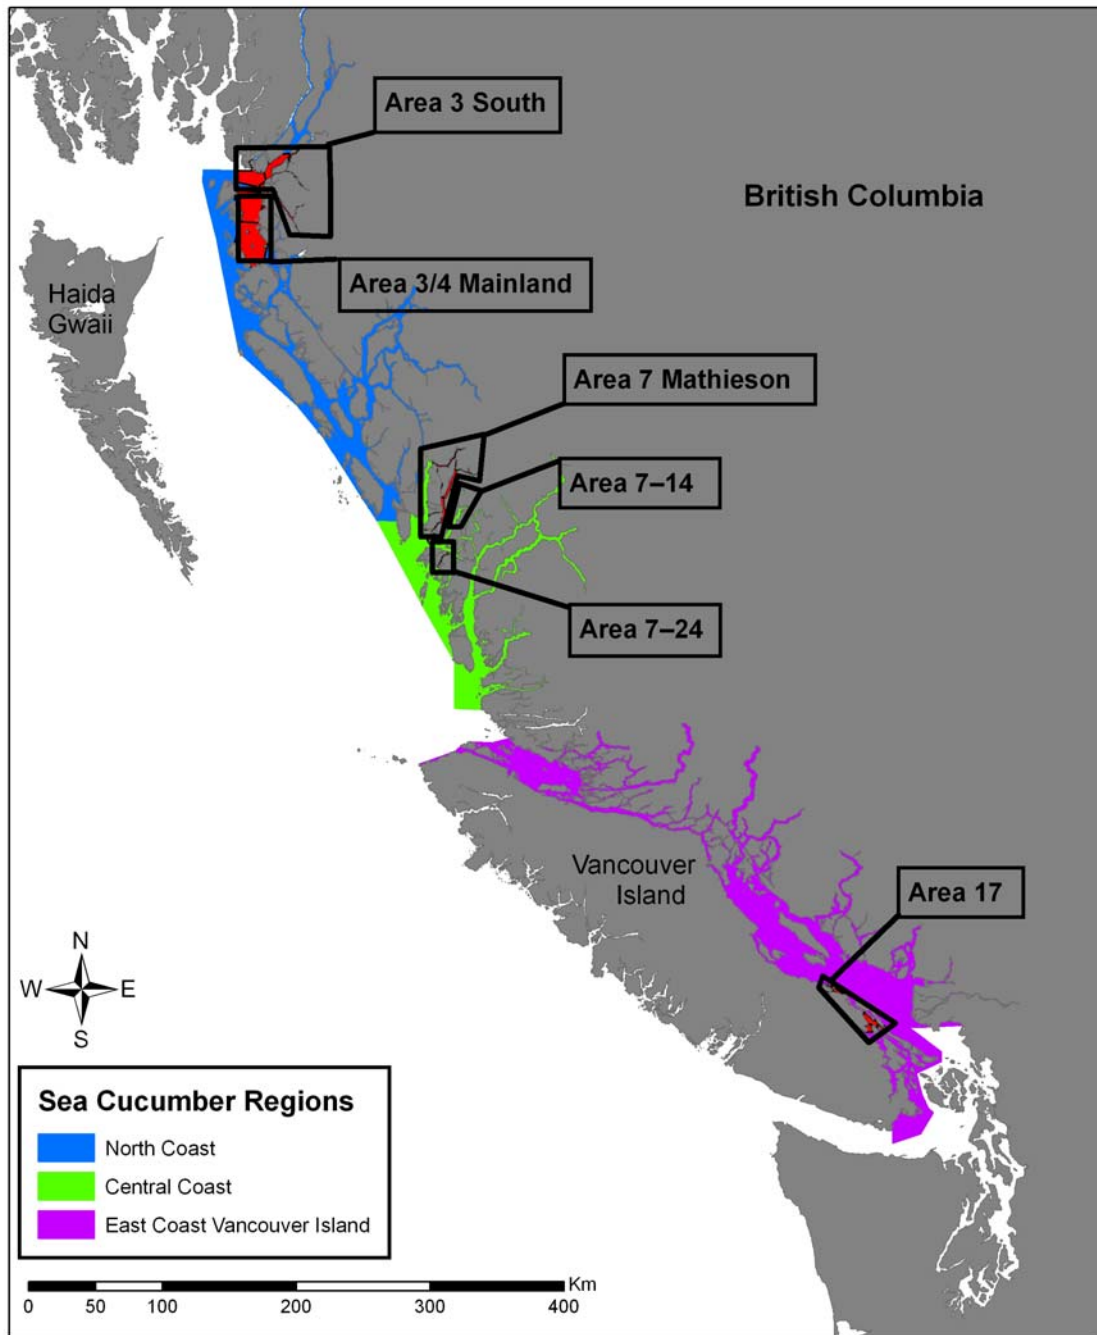 Area 3 South
British Columbia
Area 3/4 Mainland
Haida
Gwaii
Area 7 Mathieson
Area 7–14
Area 7–24
Vancouver
Island
Area 17
N
W
E
S
Sea Cucumber Regions
North Coast
Central Coast
East Coast Vancouver Island
Km
0 50 100 200 300 400